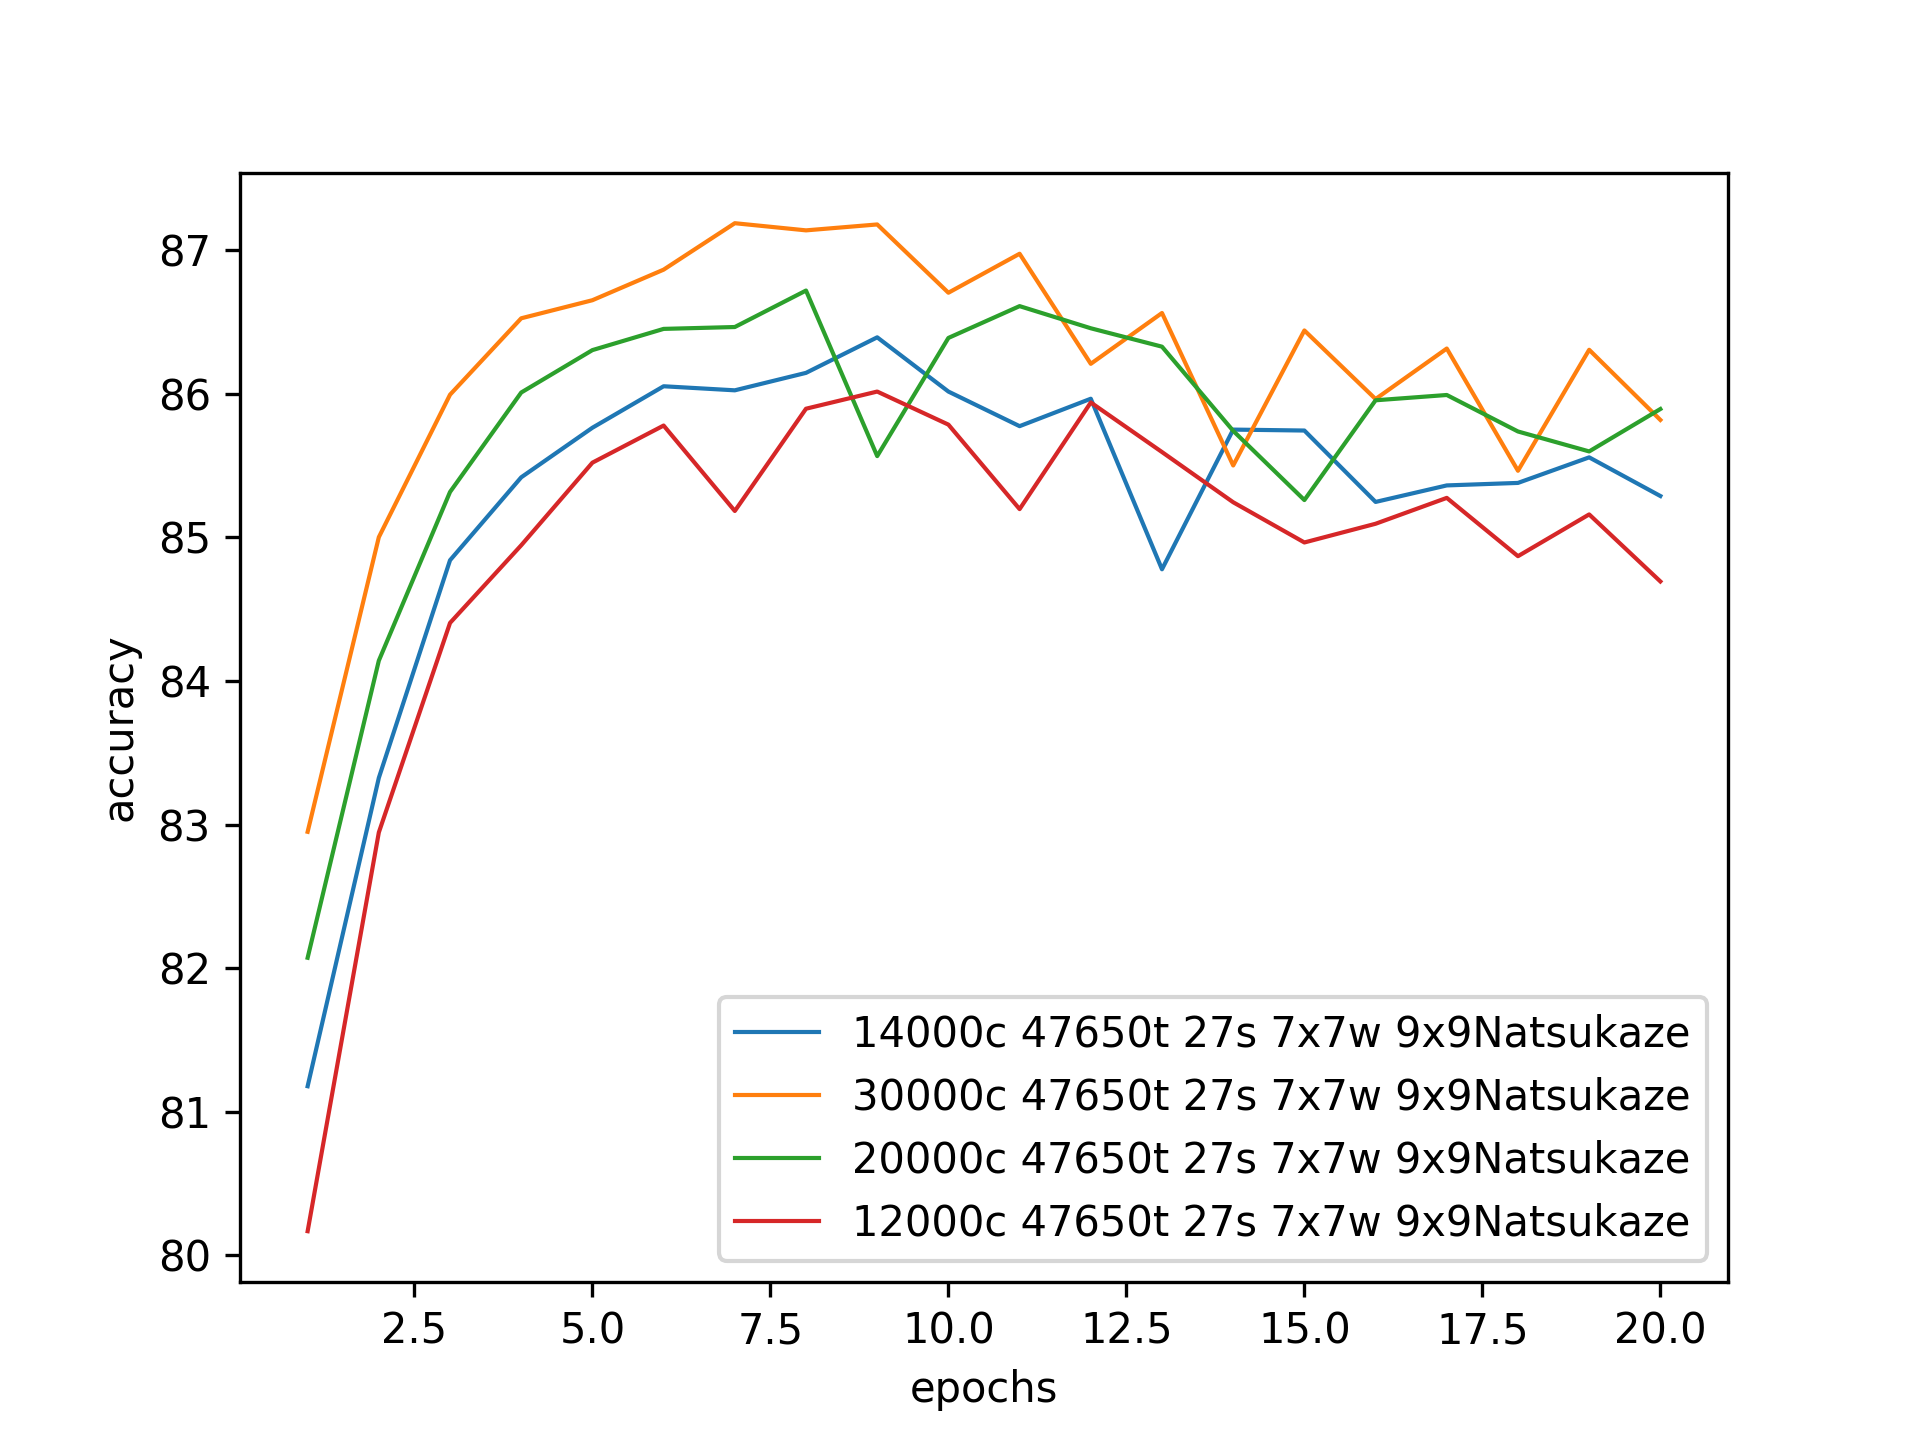 87
86
85
84
83
82
81
80
accuracy
14000c 47650t 27s 7x7w 9x9Natsukaze
30000c 47650t 27s 7x7w 9x9Natsukaze
20000c 47650t 27s 7x7w 9x9Natsukaze
12000c 47650t 27s 7x7w 9x9Natsukaze
2.5 5.0 7.5 10.0 12.5 15.0 17.5 20.0
epochs